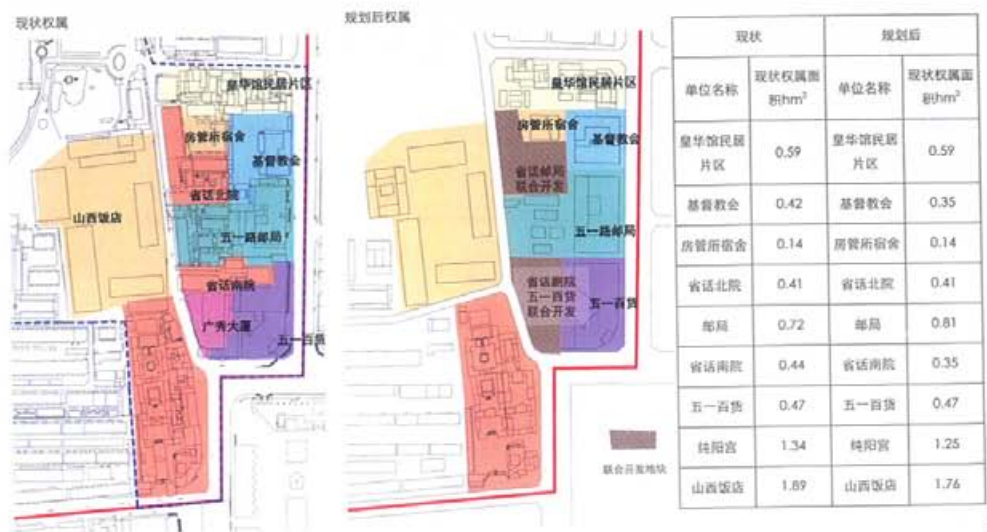 现状权属
皇华馆民居片区
房管所宿舍
基督教会
省话北院
山西饭店
五一路邮局
省话南院
广秀大厦
五一百货
规划后权属
皇华馆民居片区
房管所宿舍
基督教会
省话邮局
联合开发
五一路邮局
省话剧院
五一百货
联合开发
五一百货
联合开发地块
现状 规划后
单位名称 现状权属面积hm² 单位名称 现状权属面积hm²
皇华馆民居片区 0.59 皇华馆民居片区 0.59
基督教会 0.42 基督教会 0.35
房管所宿舍 0.14 房管所宿舍 0.14
省话北院 0.41 省话北院 0.41
邮局 0.72 邮局 0.81
省话南院 0.44 省话南院 0.35
五一百货 0.47 五一百货 0.47
纯阳宫 1.34 纯阳宫 1.25
山西饭店 1.89 山西饭店 1.76